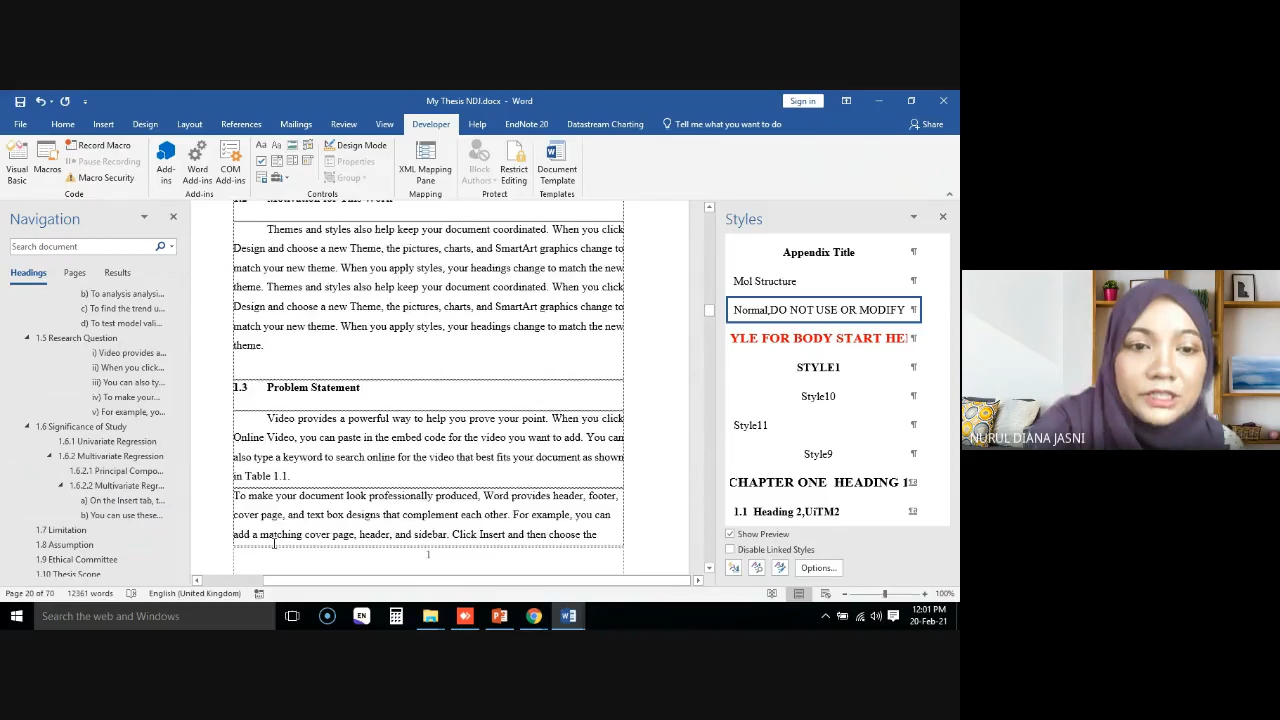 My Thesis NDJ.docx - Word
Sign in
File Home Insert Design Layout References Mailings Review View Developer Help EndNote 20 Datastream Charting Tell me what you want to do Share
Visual Basic
Macros
Record Macro
Pause Recording
Macro Security
Code
Add-ins
Word Add-ins
COM Add-ins
Add-ins
Design Mode
Properties
Group
Controls
XML Mapping Pane
Mapping
Block Authors
Restrict Editing
Protect
Document Template
Templates
Navigation
Search document
Headings Pages Results
b) To analysis analysi...
c) To find the trend u...
d) To test model vali...
1.5 Research Question
i) Video provides a...
ii) When you click...
iii) You can also ty...
iv) To make your...
v) For example, yo...
1.6 Significance of Study
1.6.1 Univariate Regression
1.6.2 Multivariate Regression
1.6.2.1 Principal Compo...
1.6.2.2 Multivariate Regr...
a) On the Insert tab, t...
b) You can use these...
1.7 Limitation
1.8 Assumption
1.9 Ethical Committee
1.10 Thesis Scope
1.2 Motivation for This Work
Themes and styles also help keep your document coordinated. When you click
Design and choose a new Theme, the pictures, charts, and SmartArt graphics change to
match your new theme. When you apply styles, your headings change to match the new
theme. Themes and styles also help keep your document coordinated. When you click
Design and choose a new Theme, the pictures, charts, and SmartArt graphics change to
match your new theme. When you apply styles, your headings change to match the new
theme.
1.3 Problem Statement
Video provides a powerful way to help you prove your point. When you click
Online Video, you can paste in the embed code for the video you want to add. You can
also type a keyword to search online for the video that best fits your document as shown
in Table 1.1.
To make your document look professionally produced, Word provides header, footer,
cover page, and text box designs that complement each other. For example, you can
add a matching cover page, header, and sidebar. Click Insert and then choose the
1
Styles
Appendix Title
Mol Structure
Normal,DO NOT USE OR MODIFY
YLE FOR BODY START HE
STYLE1
Style10
Style11
Style9
CHAPTER ONE HEADING 1
1.1 Heading 2,UiTM2
Show Preview
Disable Linked Styles
Options...
Page 20 of 70 12361 words English (United Kingdom) 100%
Search the web and Windows
EN
12:01 PM
20-Feb-21
NURUL DIANA JASNI